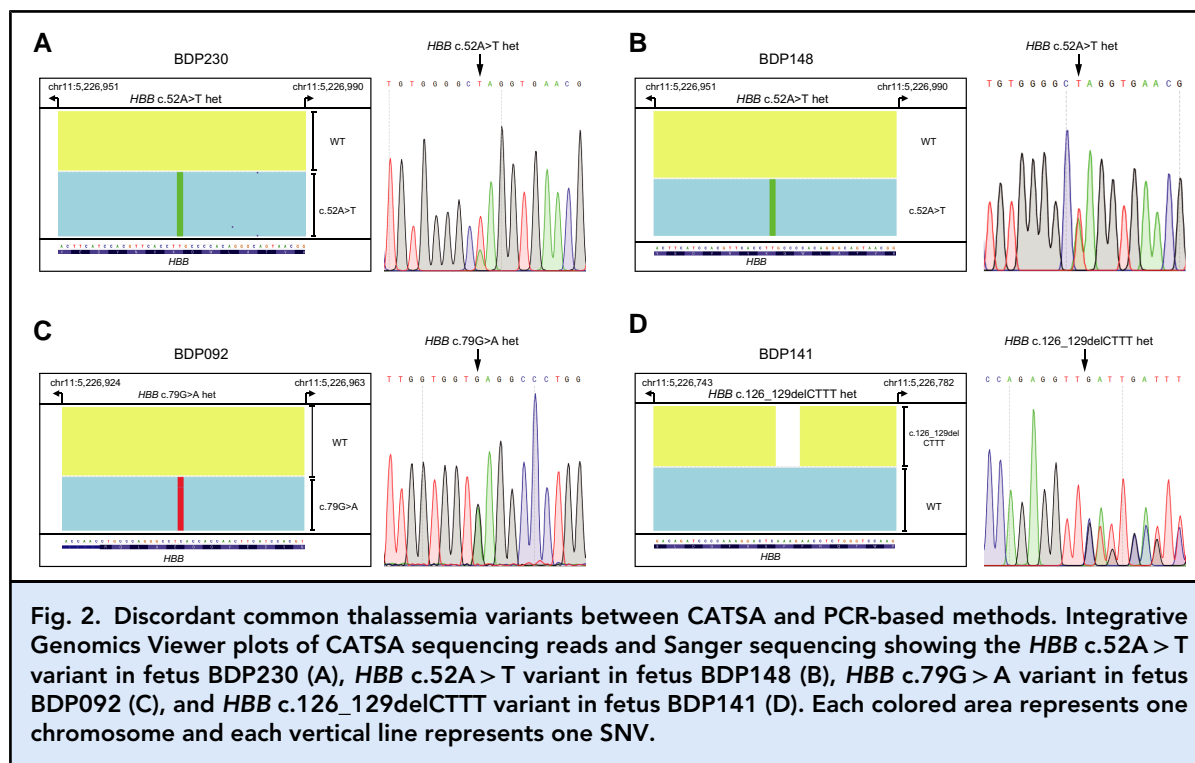 A
BDP230
chr11:5,226,951 chr11:5,226,990
HBB c.52A>T het
WT
c.52A>T
ACTTCATCCACGTTCACCTTGCCCCACAGGGCAGTAACGG
HBB
HBB c.52A>T het
T G T G G G G C T A G G T G A A C G
B
BDP148
chr11:5,226,951 chr11:5,226,990
HBB c.52A>T het
WT
c.52A>T
HBB
HBB c.52A>T het
T G T G G G G C T A G G T G A A C G
C
BDP092
chr11:5,226,924 chr11:5,226,963
HBB c.79G>A het
WT
c.79G>A
HBB
HBB c.79G>A het
T T G G T G G T G A G G C C C T G G
D
BDP141
chr11:5,226,743 chr11:5,226,782
HBB c.126_129delCTTT het
c.126_129del
CTTT
WT
HBB
HBB c.126_129delCTTT het
C C A G A G G T T G A T T G A T T T
Fig. 2. Discordant common thalassemia variants between CATSA and PCR-based methods. Integrative
Genomics Viewer plots of CATSA sequencing reads and Sanger sequencing showing the HBB c.52A > T
variant in fetus BDP230 (A), HBB c.52A > T variant in fetus BDP148 (B), HBB c.79G > A variant in fetus
BDP092 (C), and HBB c.126_129delCTTT variant in fetus BDP141 (D). Each colored area represents one
chromosome and each vertical line represents one SNV.